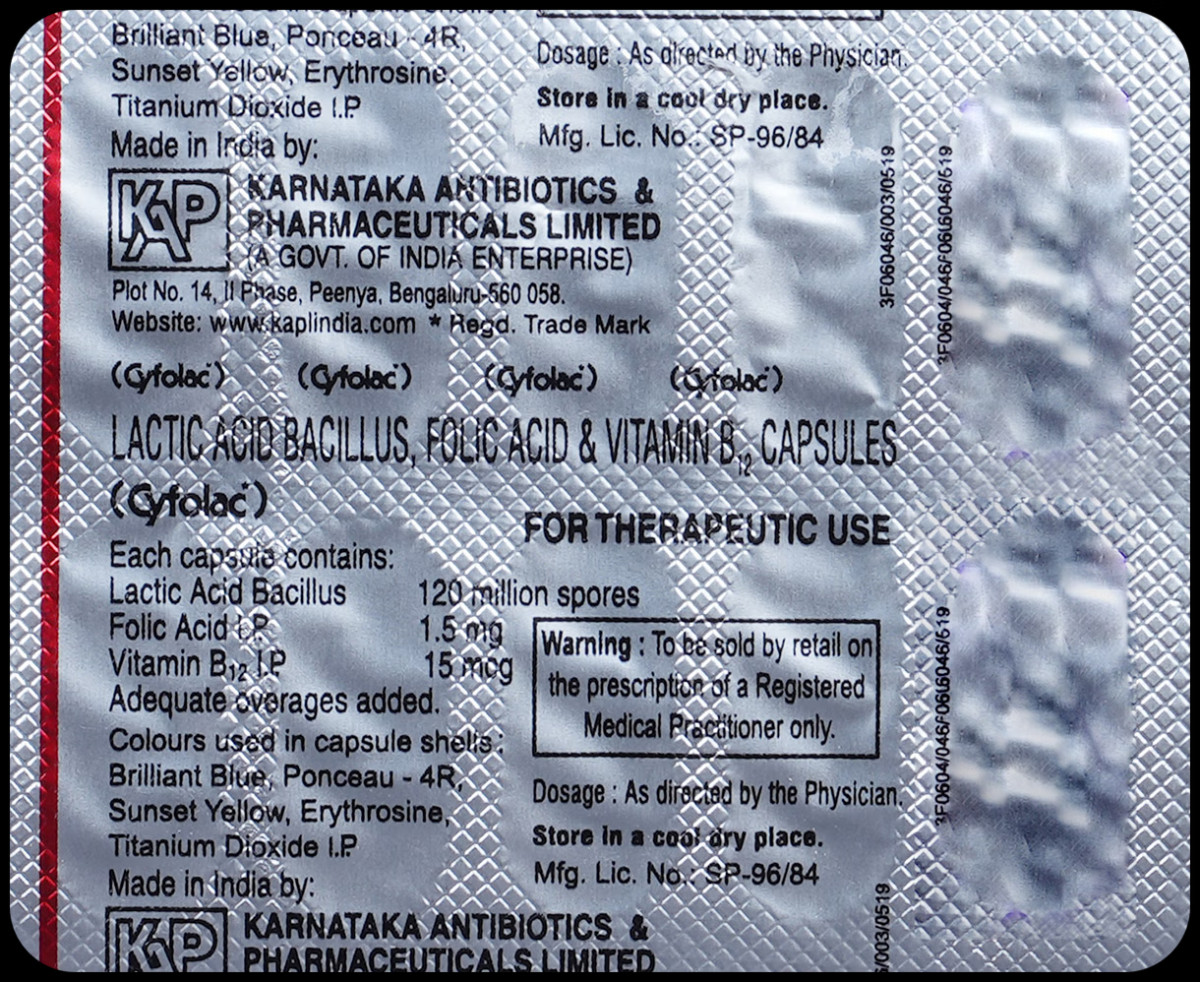 Brilliant Blue, Ponceau - 4R,
Sunset Yellow, Erythrosine,
Titanium Dioxide I.P.
Made in India by:
Dosage : As directed by the Physician.
Store in a cool dry place.
Mfg. Lic. No.: SP-96/84
KAP
KARNATAKA ANTIBIOTICS &
PHARMACEUTICALS LIMITED
(A GOVT. OF INDIA ENTERPRISE)
Plot No. 14, II Phase, Peenya, Bengaluru-560 058.
Website: www.kaplindia.com * Regd. Trade Mark
3F06046/003/0519
(Cyfolac*) (Cyfolac*) (Cyfolac*) (Cyfolac*)
LACTIC ACID BACILLUS, FOLIC ACID & VITAMIN B12 CAPSULES
(Cyfolac*)
FOR THERAPEUTIC USE
Each capsule contains:
Lactic Acid Bacillus 120 million spores
Folic Acid I.P. 1.5 mg
Vitamin B12 I.P 15 mcg
Adequate overages added.
Colours used in capsule shells:
Brilliant Blue, Ponceau - 4R,
Sunset Yellow, Erythrosine,
Titanium Dioxide I.P.
Made in India by:
Warning : To be sold by retail on
the prescription of a Registered
Medical Practitioner only.
Dosage : As directed by the Physician.
Store in a cool dry place.
Mfg. Lic. No.: SP-96/84
KAP
KARNATAKA ANTIBIOTICS &
PHARMACEUTICALS LIMITED
/003/0519